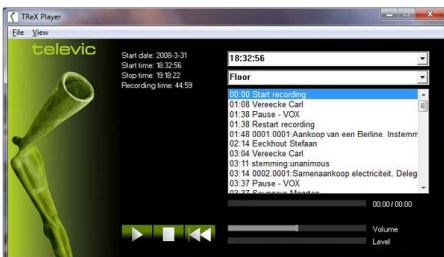 TReX Player
File View
televic
Start date: 2008-3-31
Start time: 18:32:56
Stop time: 19:18:22
Recording time: 44:59
18:32:56
Floor
00:00 Start recording
01:08 Vereecke Carl
01:38 Pause - VOX
01:38 Restart recording
01:48 0001.0001:Aankoop van een Berline. Instemm
02:14 Eeckhout Stefaan
03:04 Vereecke Carl
03:11 stemming:unanimous
03:14 0002.0001:Samenaankoop electriciteit. Deleg
03:37 Pause - VOX
03:37
00:00 / 00:00
Volume
Level